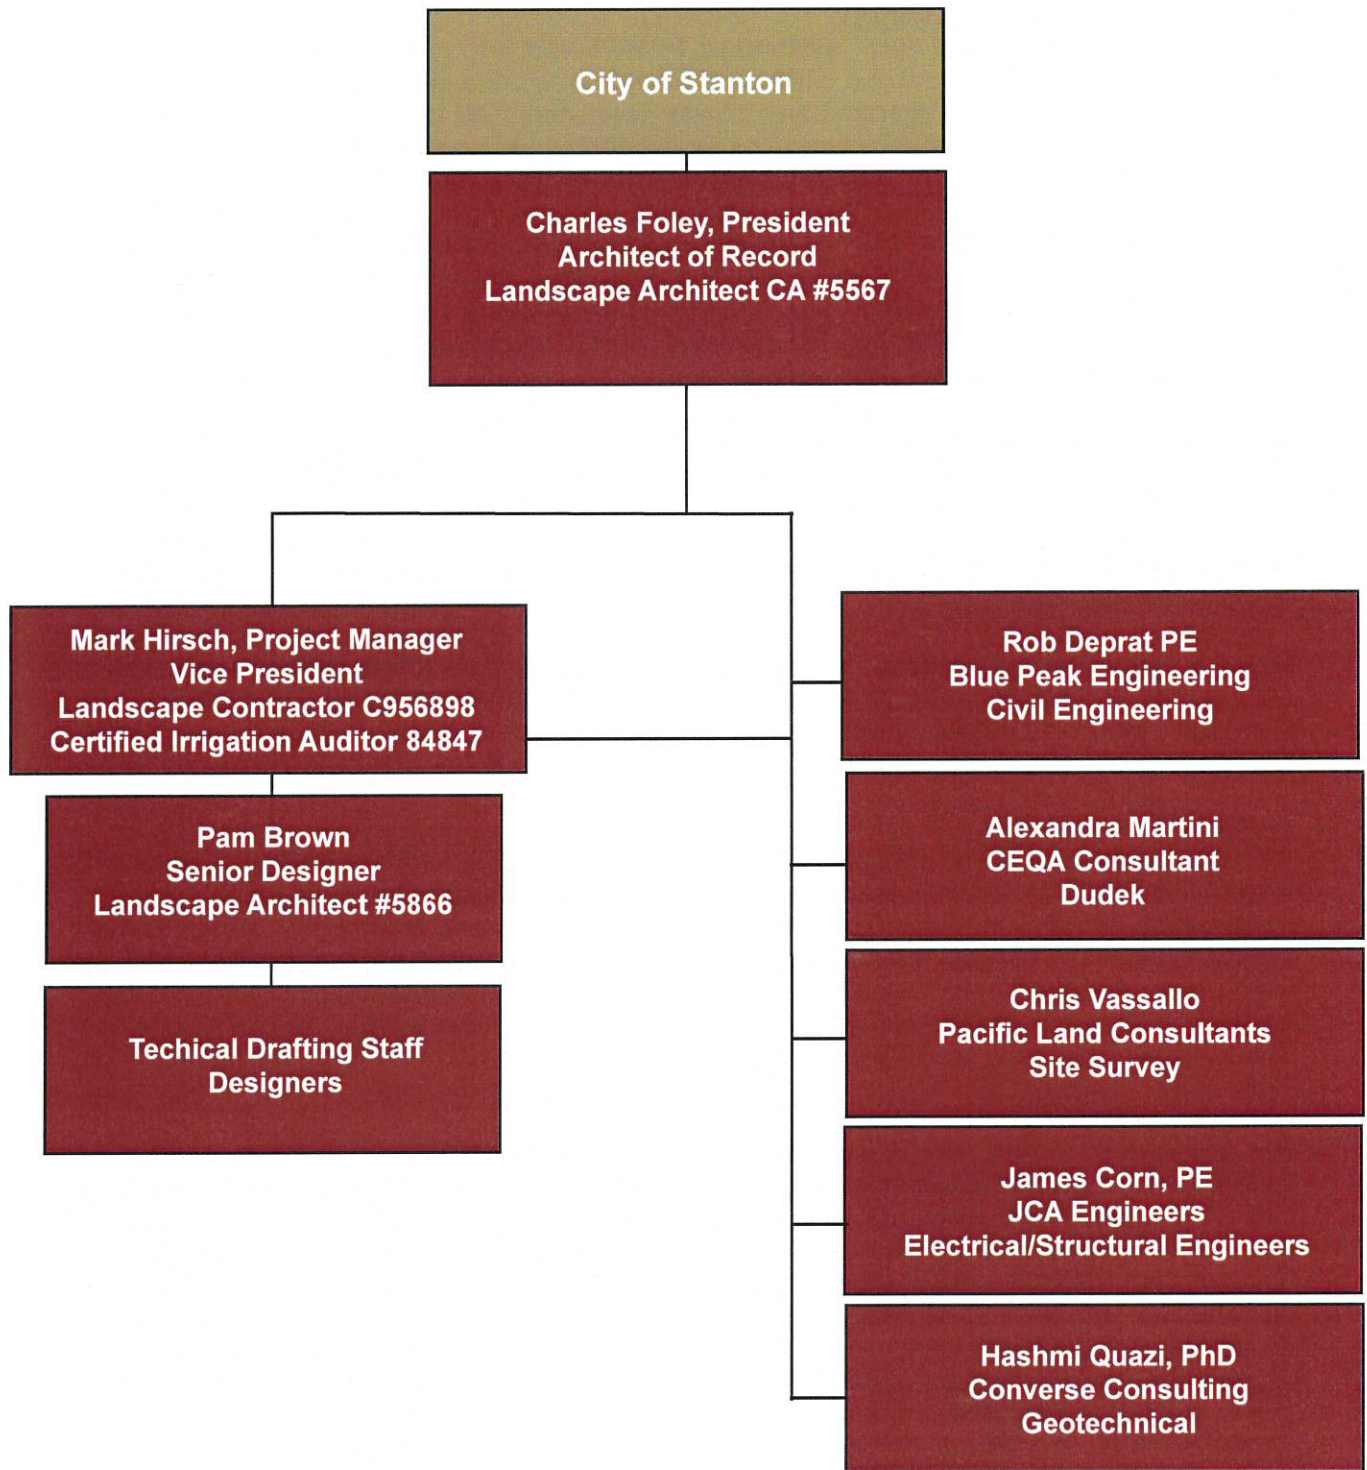 City of Stanton
Charles Foley, President
Architect of Record
Landscape Architect CA #5567
Mark Hirsch, Project Manager
Vice President
Landscape Contractor C956898
Certified Irrigation Auditor 84847
Pam Brown
Senior Designer
Landscape Architect #5866
Techical Drafting Staff
Designers
Rob Deprat PE
Blue Peak Engineering
Civil Engineering
Alexandra Martini
CEQA Consultant
Dudek
Chris Vassallo
Pacific Land Consultants
Site Survey
James Corn, PE
JCA Engineers
Electrical/Structural Engineers
Hashmi Quazi, PhD
Converse Consulting
Geotechnical